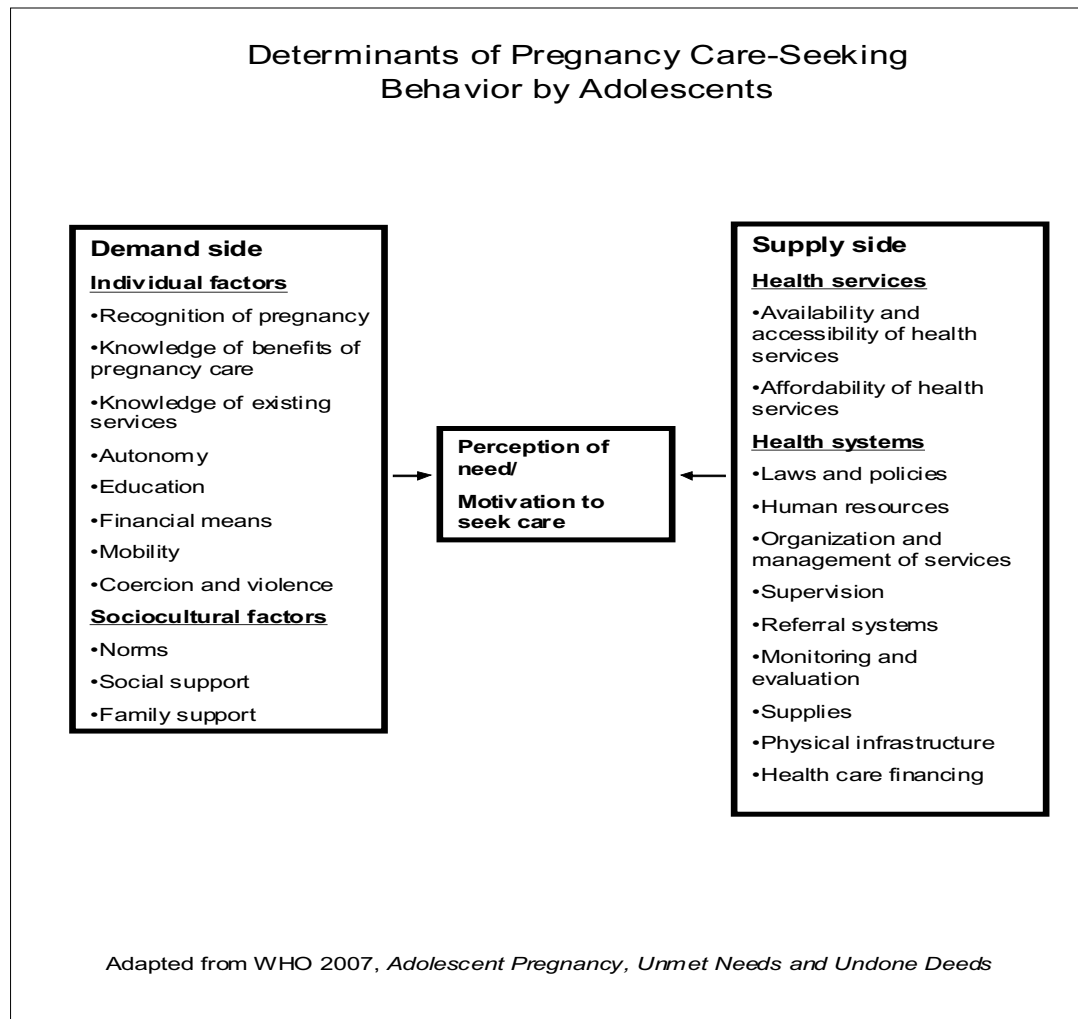 Determinants of Pregnancy Care-Seeking
Behavior by Adolescents
Demand side
Individual factors
•Recognition of pregnancy
•Knowledge of benefits of
pregnancy care
•Knowledge of existing
services
•Autonomy
•Education
•Financial means
•Mobility
•Coercion and violence
Sociocultural factors
•Norms
•Social support
•Family support
Perception of
need/
Motivation to
seek care
Supply side
Health services
•Availability and
accessibility of health
services
•Affordability of health
services
Health systems
•Laws and policies
•Human resources
•Organization and
management of services
•Supervision
•Referral systems
•Monitoring and
evaluation
•Supplies
•Physical infrastructure
•Health care financing
Adapted from WHO 2007, Adolescent Pregnancy, Unmet Needs and Undone Deeds